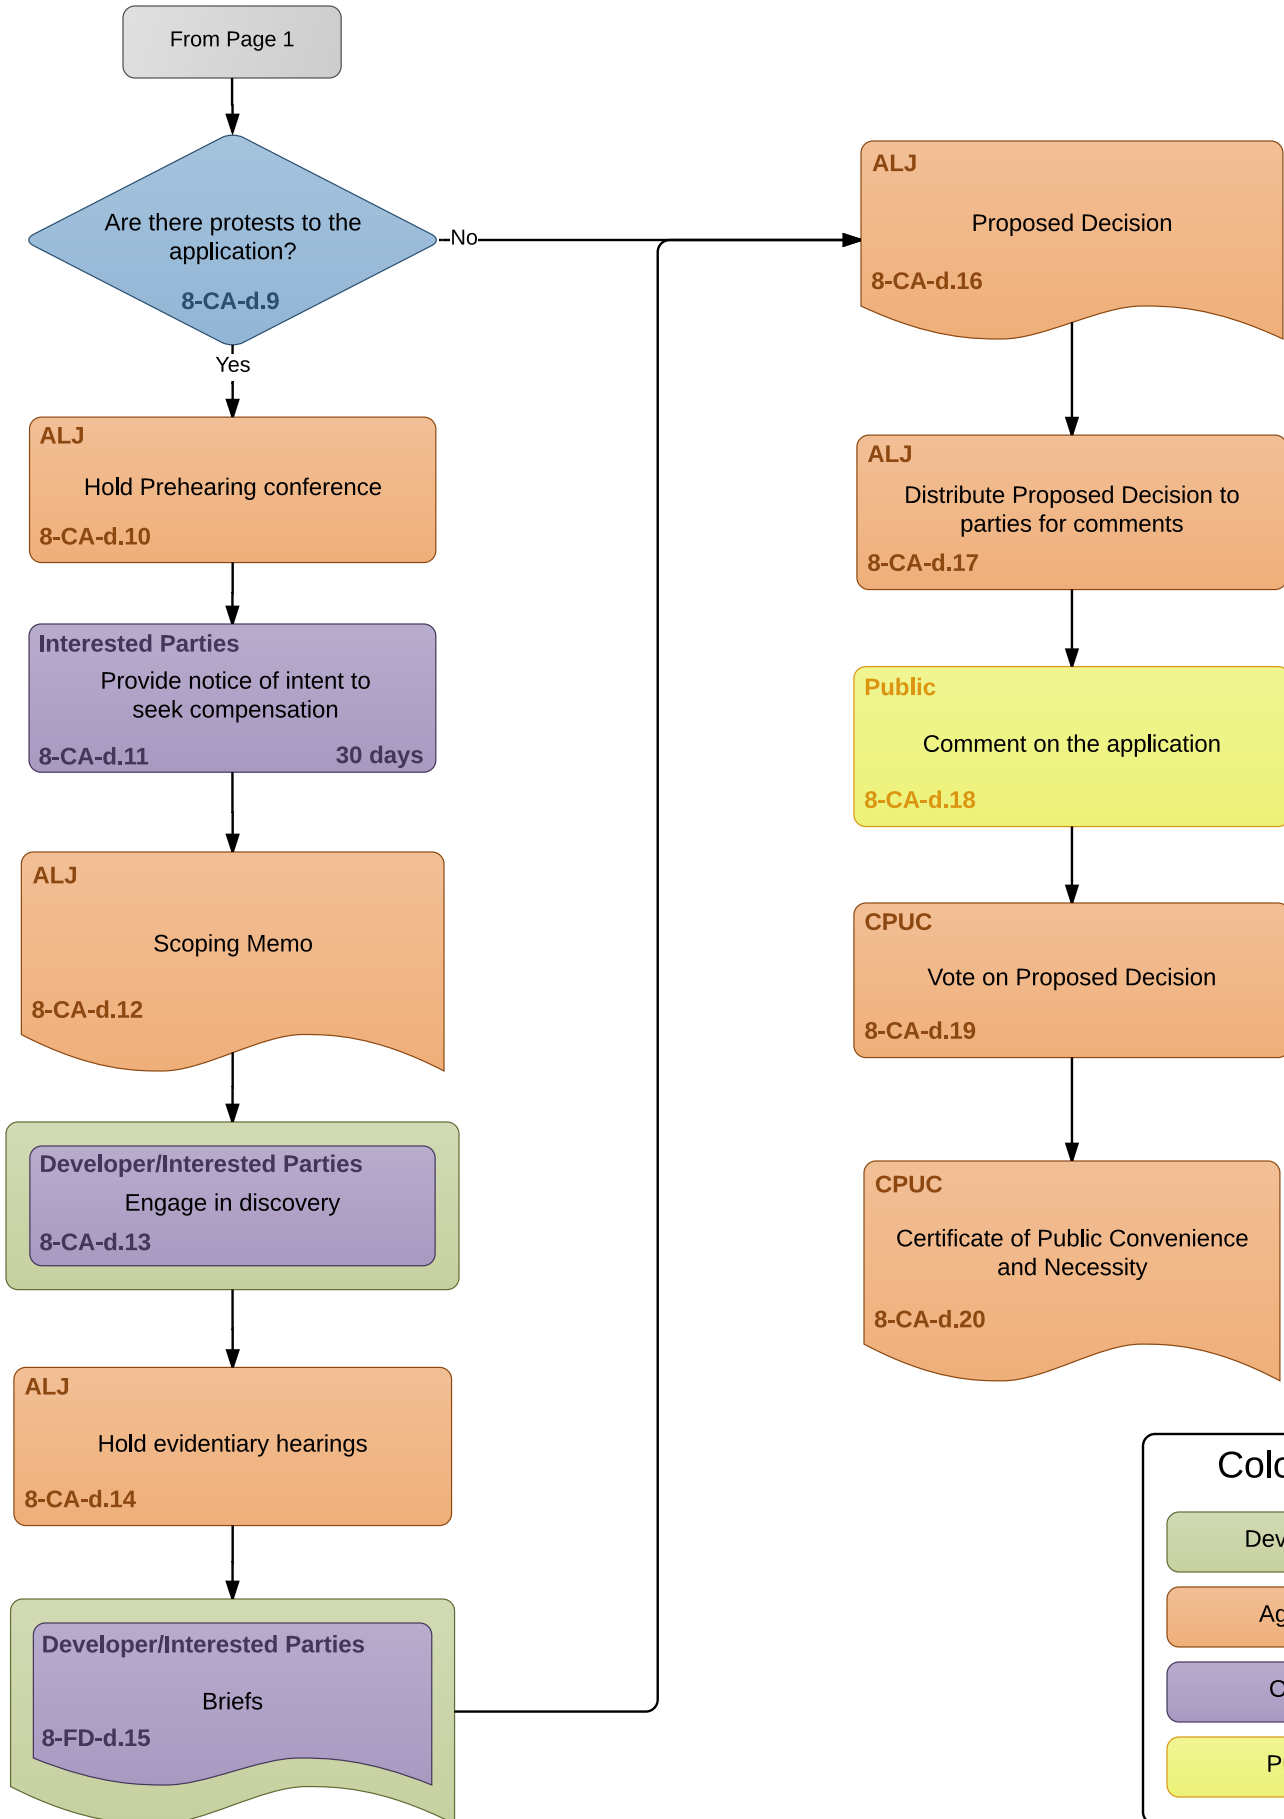 From Page 1
Are there protests to the
application?
8-CA-d.9
No
Yes
ALJ
Hold Prehearing conference
8-CA-d.10
Interested Parties
Provide notice of intent to
seek compensation
8-CA-d.11 30 days
ALJ
Scoping Memo
8-CA-d.12
Developer/Interested Parties
Engage in discovery
8-CA-d.13
ALJ
Hold evidentiary hearings
8-CA-d.14
Developer/Interested Parties
Briefs
8-FD-d.15
ALJ
Proposed Decision
8-CA-d.16
ALJ
Distribute Proposed Decision to
parties for comments
8-CA-d.17
Public
Comment on the application
8-CA-d.18
CPUC
Vote on Proposed Decision
8-CA-d.19
CPUC
Certificate of Public Convenience
and Necessity
8-CA-d.20